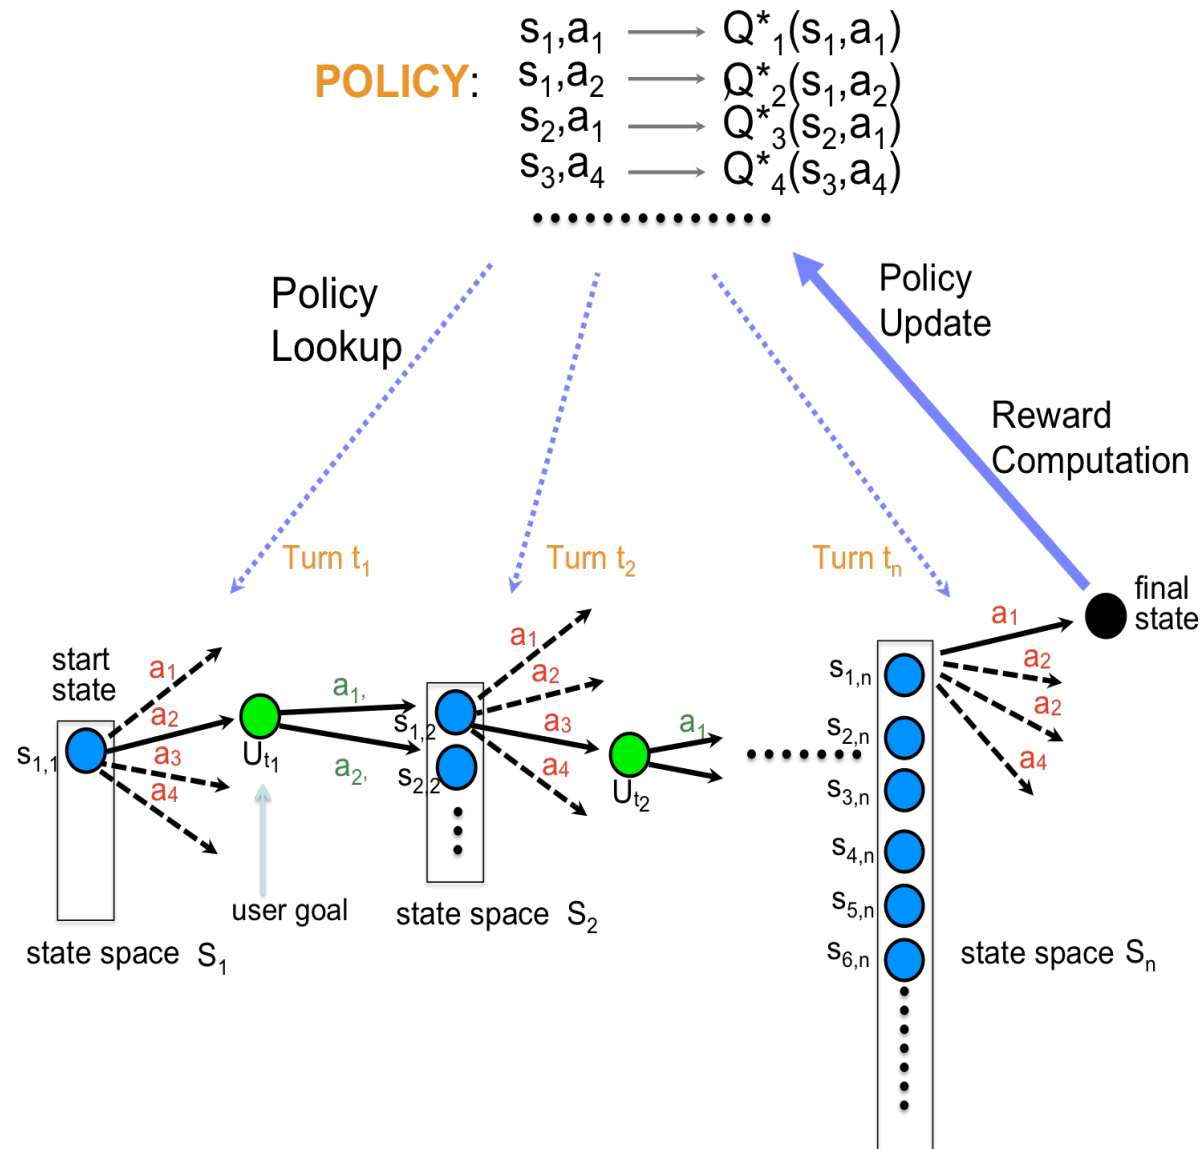 s1,a1 Q*1(s1,a1)
POLICY: s1,a2 Q*2(s1,a2)
s2,a1 Q*3(s2,a1)
s3,a4 Q*4(s3,a4)
Policy
Lookup
Policy
Update
Reward
Computation
Turn t1
Turn t2
Turn tn
final
state
start
state
s1,1
a1
a2
a3
a4
Ut1
user goal
a1,
a2,
s1,2
s2,2
a1
a2
a3
a4
Ut2
a1
s1,n
s2,n
s3,n
s4,n
s5,n
s6,n
a1
a2
a2
a4
state space S1
state space S2
state space Sn